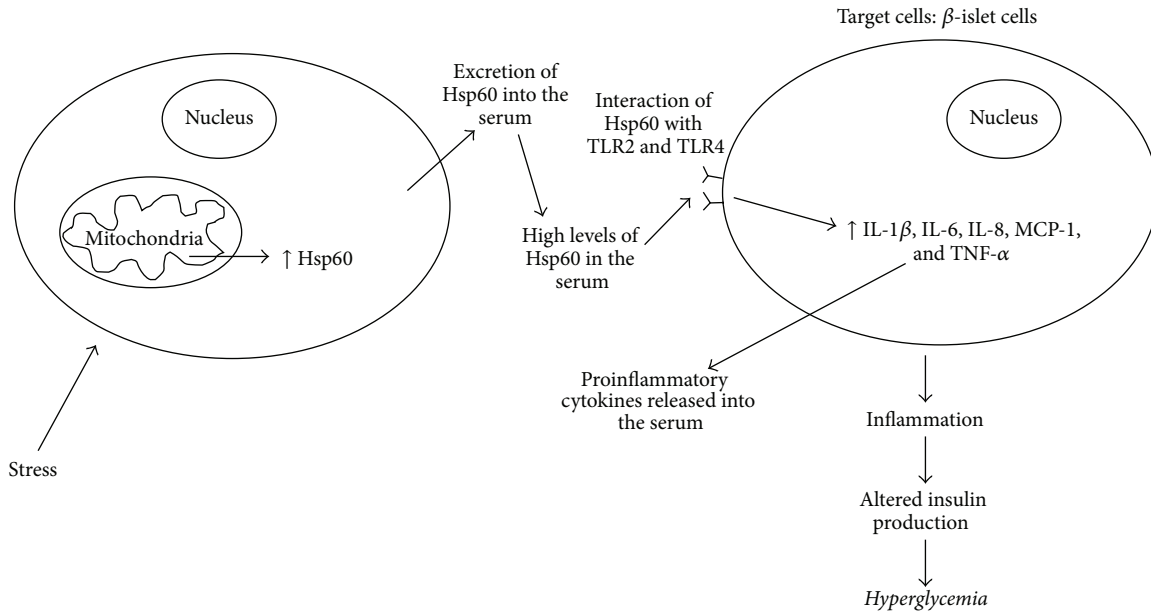 Target cells: β-islet cells
Nucleus
Mitochondria
↑ Hsp60
Stress
Excretion of
Hsp60 into the
serum
High levels of
Hsp60 in the
serum
Interaction of
Hsp60 with
TLR2 and TLR4
Nucleus
↑ IL-1β, IL-6, IL-8, MCP-1,
and TNF-α
Proinflammatory
cytokines released into
the serum
Inflammation
Altered insulin
production
Hyperglycemia